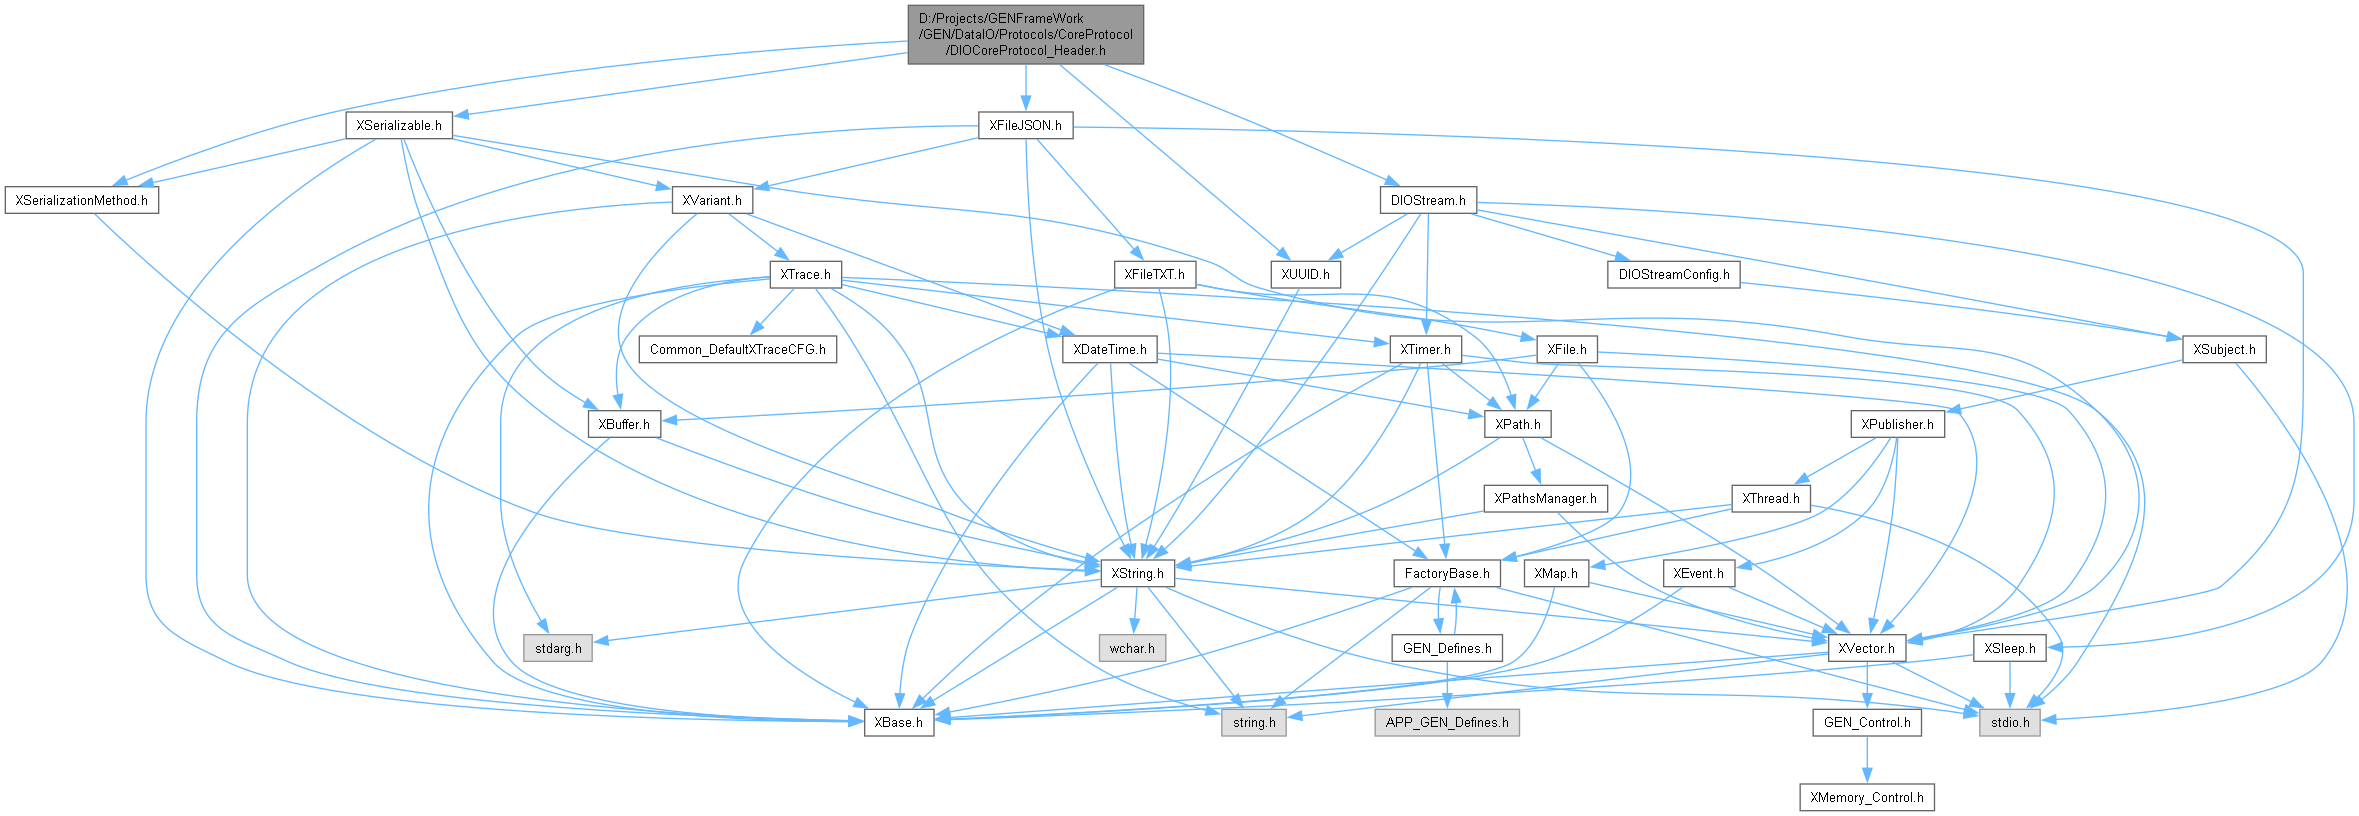 D:/Projects/GENFrameWork
/GEN/DataIO/Protocols/CoreProtocol
/DIOCoreProtocol_Header.h
XSerializable.h
XFileJSON.h
XSerializationMethod.h
XVariant.h
DIOStream.h
XTrace.h
XFileTXT.h
XUUID.h
DIOStreamConfig.h
Common_DefaultXTraceCFG.h
XDateTime.h
XTimer.h
XFile.h
XSubject.h
XBuffer.h
XPath.h
XPublisher.h
XPathsManager.h
XThread.h
XString.h
FactoryBase.h
XMap.h
XEvent.h
stdarg.h
wchar.h
GEN_Defines.h
XVector.h
XSleep.h
XBase.h
string.h
APP_GEN_Defines.h
GEN_Control.h
stdio.h
XMemory_Control.h